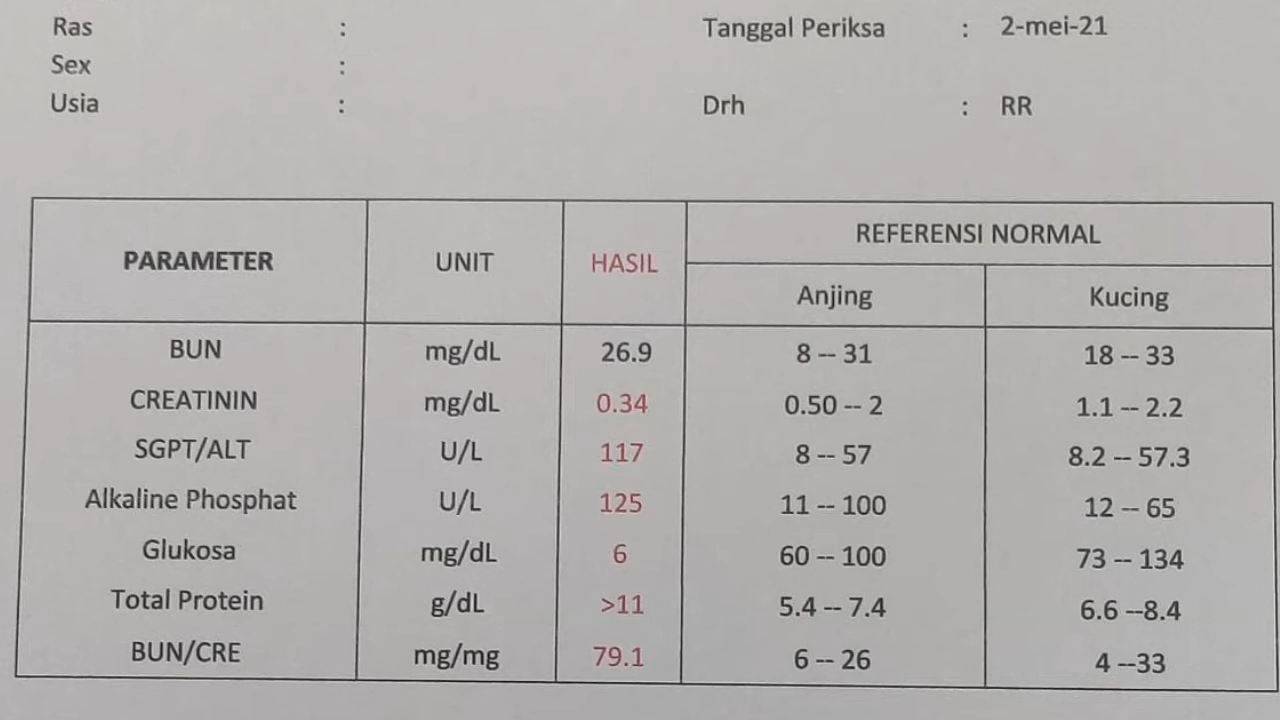 Ras : Tanggal Periksa : 2-mei-21
Sex :
Usia : Drh : RR
PARAMETER UNIT HASIL REFERENSI NORMAL
Anjing Kucing
BUN mg/dL 26.9 8 -- 31 18 -- 33
CREATININ mg/dL 0.34 0.50 -- 2 1.1 -- 2.2
SGPT/ALT U/L 117 8 -- 57 8.2 -- 57.3
Alkaline Phosphat U/L 125 11 -- 100 12 -- 65
Glukosa mg/dL 6 60 -- 100 73 -- 134
Total Protein g/dL >11 5.4 -- 7.4 6.6 --8.4
BUN/CRE mg/mg 79.1 6 -- 26 4 --33